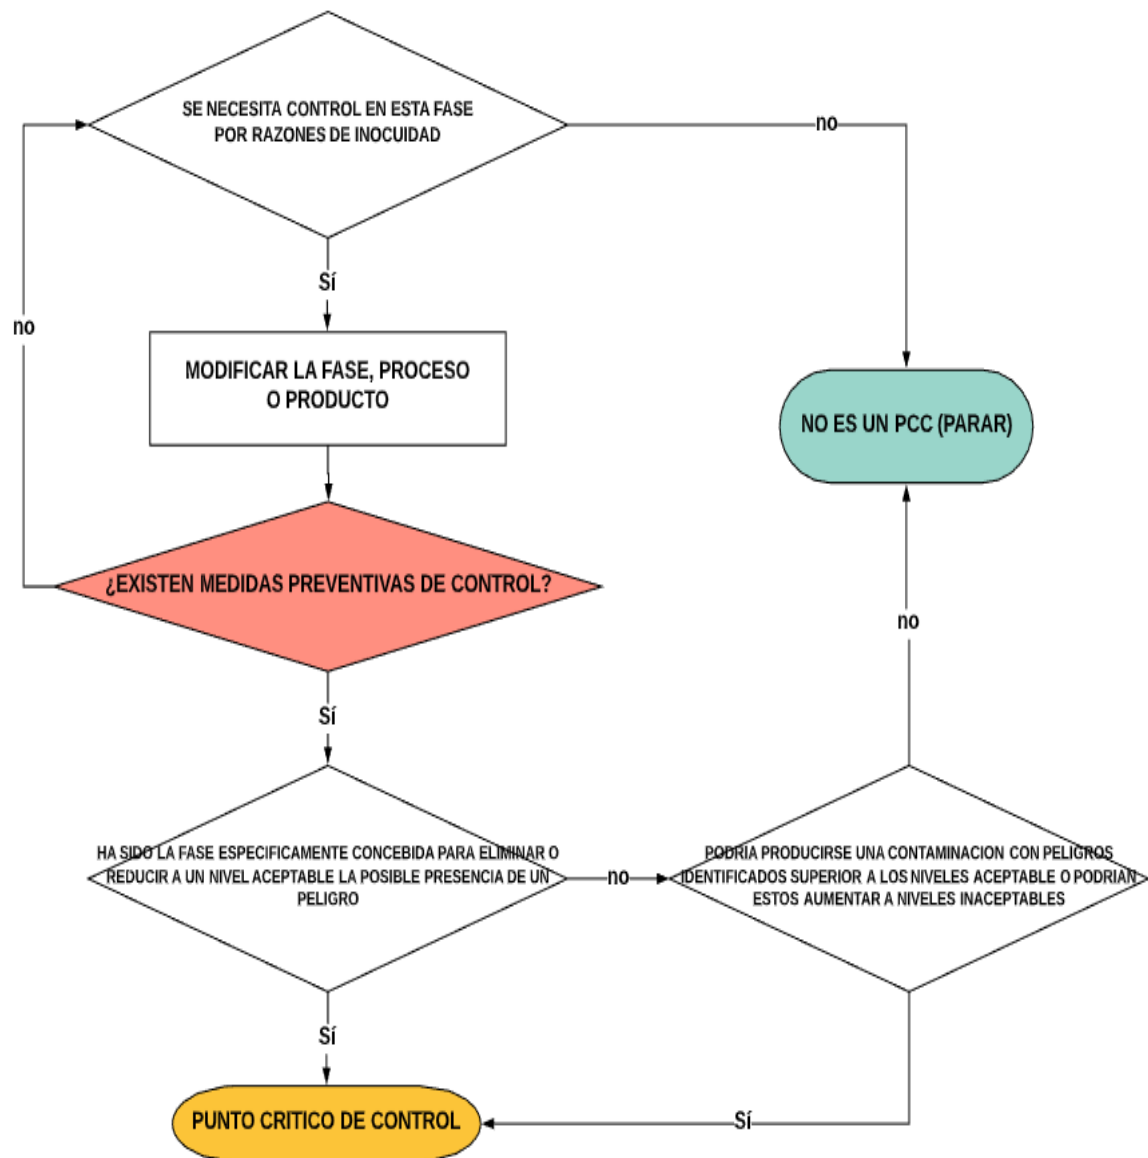 SE NECESITA CONTROL EN ESTA FASE
POR RAZONES DE INOCUIDAD
no
Sí
no
MODIFICAR LA FASE, PROCESO
O PRODUCTO
NO ES UN PCC (PARAR)
¿EXISTEN MEDIDAS PREVENTIVAS DE CONTROL?
no
Sí
HA SIDO LA FASE ESPECIFICAMENTE CONCEBIDA PARA ELIMINAR O
REDUCIR A UN NIVEL ACEPTABLE LA POSIBLE PRESENCIA DE UN
PELIGRO
no
PODRIA PRODUCIRSE UNA CONTAMINACION CON PELIGROS
IDENTIFICADOS SUPERIOR A LOS NIVELES ACEPTABLE O PODRIAN
ESTOS AUMENTAR A NIVELES INACEPTABLES
Sí
PUNTO CRITICO DE CONTROL
Sí